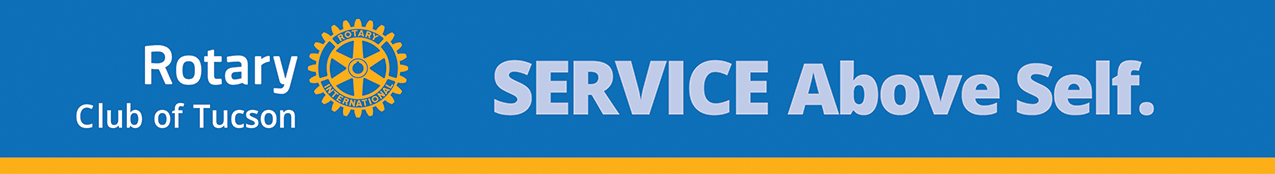 Rotary
Club of Tucson
ROTARY
INTERNATIONAL
SERVICE Above Self.